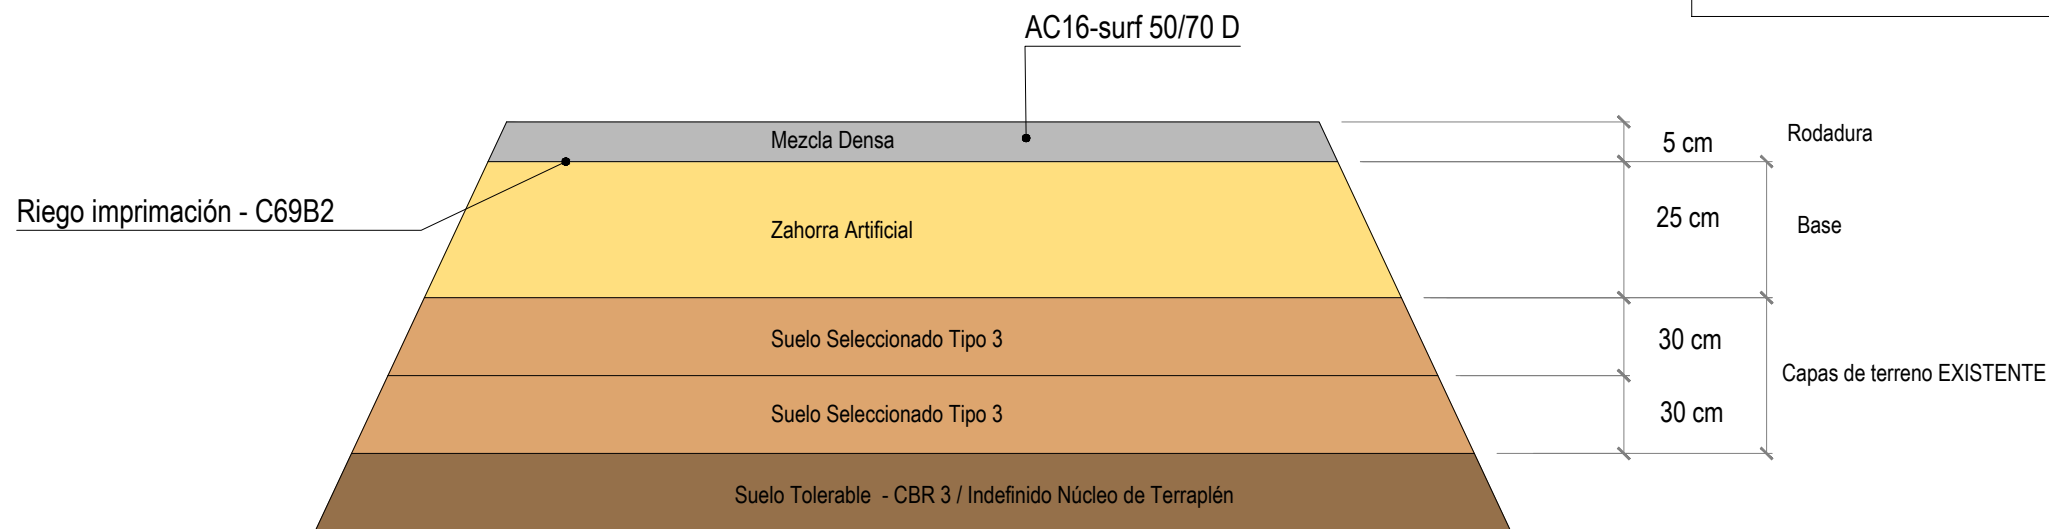 AC16-surf 50/70 D
Mezcla Densa
5 cm
Rodadura
Riego imprimación - C69B2
Zahorra Artificial
25 cm
Base
Suelo Seleccionado Tipo 3
30 cm
Capas de terreno EXISTENTE
Suelo Seleccionado Tipo 3
30 cm
Suelo Tolerable - CBR 3 / Indefinido Núcleo de Terraplén